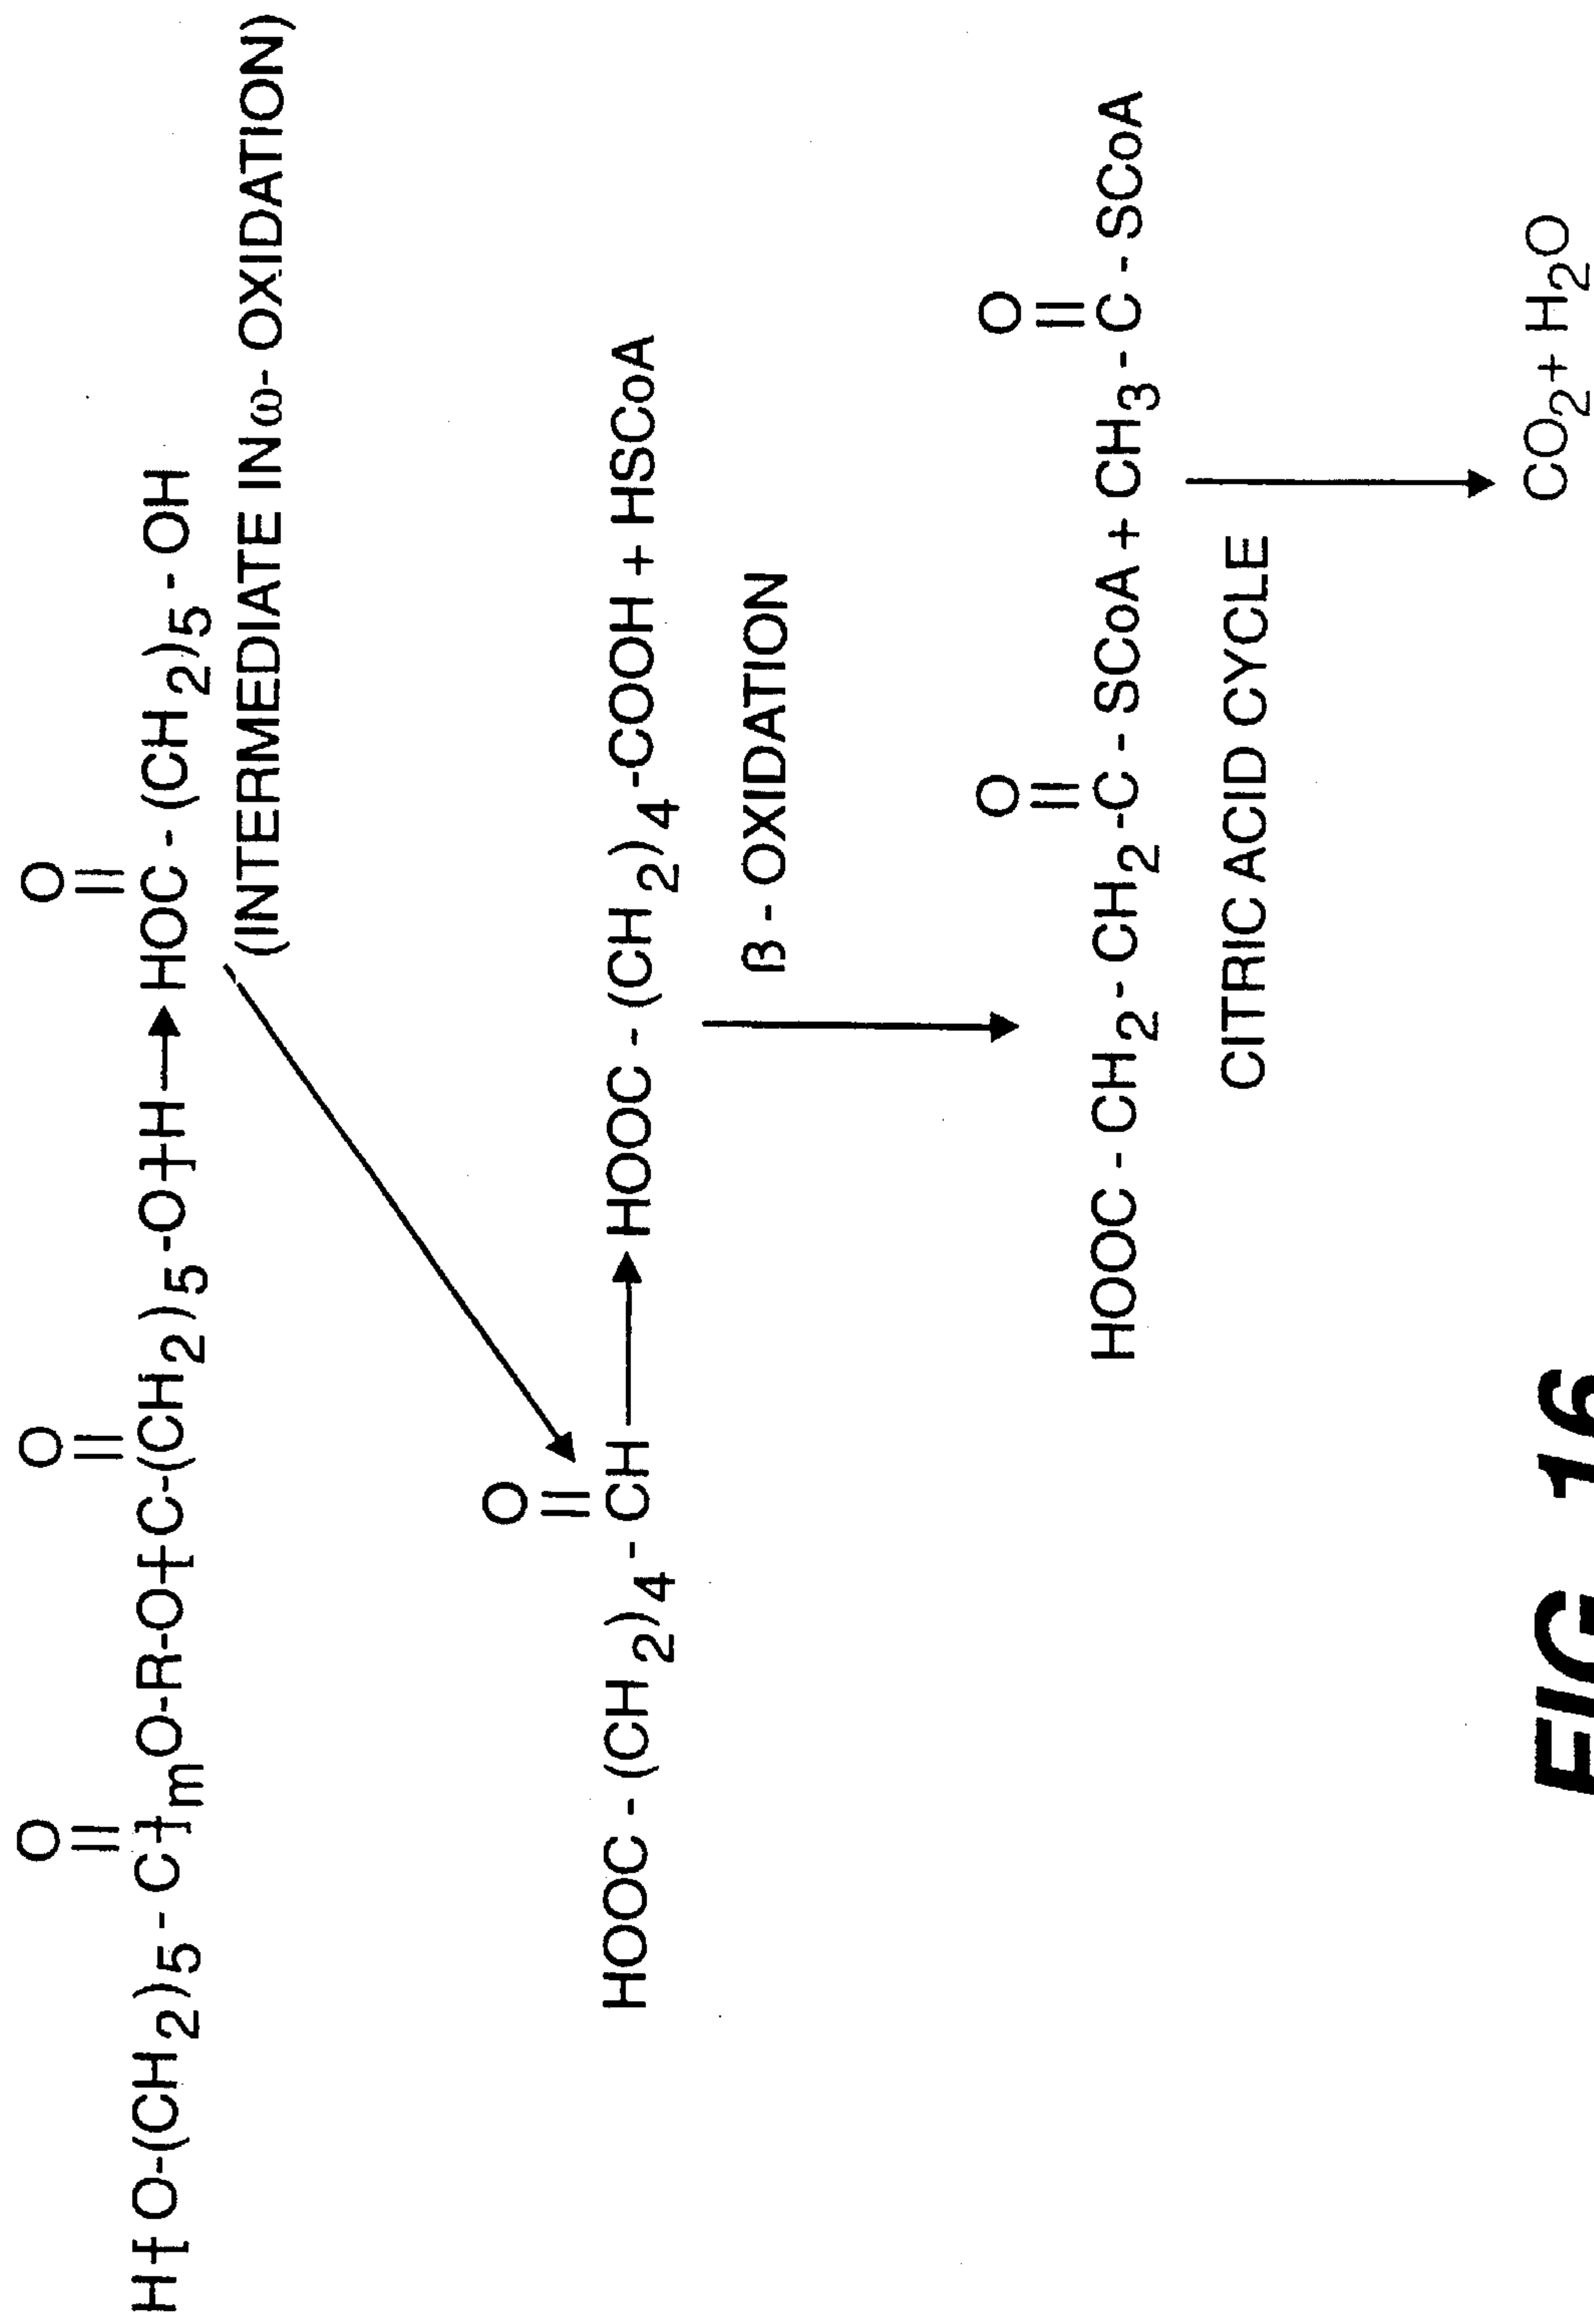 O O O
H-[-O-(CH2)5 - C-]-mO-R-O-[-C-(CH2)5-O-]-H → HOC - (CH2)5 - OH
(INTERMEDIATE IN ω- OXIDATION)
O
HOOC - (CH2)4 - CH → HOOC - (CH2)4 -COOH + HSCoA
β - OXIDATION
O O
HOOC - CH2 - CH2 -C - SCoA + CH3 - C - SCoA
CITRIC ACID CYCLE
CO2 + H2O
FIG 16